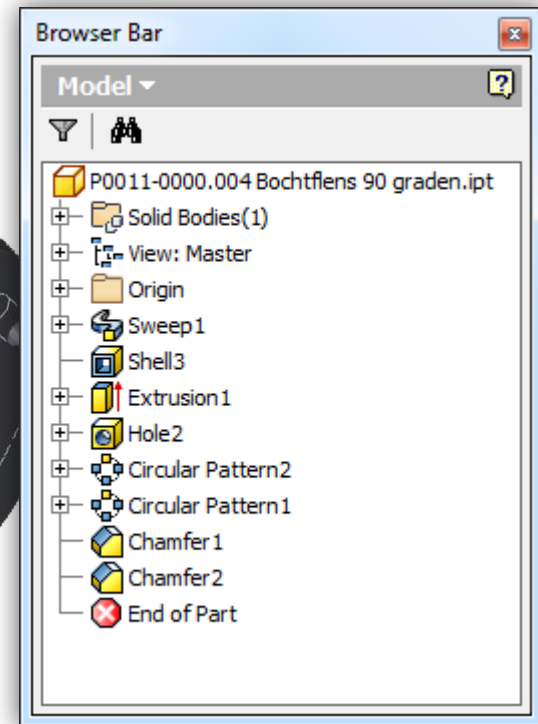 Browser Bar
Model
P0011-0000.004 Bochtflens 90 graden.ipt
Solid Bodies(1)
View: Master
Origin
Sweep1
Shell3
Extrusion1
Hole2
Circular Pattern2
Circular Pattern1
Chamfer1
Chamfer2
End of Part